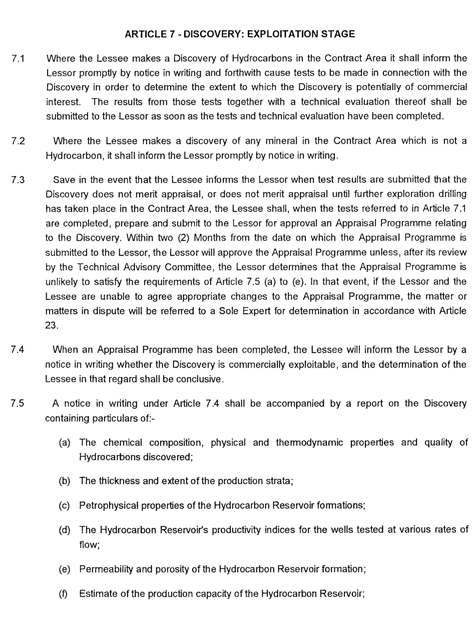 ARTICLE 7 - DISCOVERY: EXPLOITATION STAGE
7.1 Where the Lessee makes a Discovery of Hydrocarbons in the Contract Area it shall inform the
Lessor promptly by notice in writing and forthwith cause tests to be made in connection with the
Discovery in order to determine the extent to which the Discovery is potentially of commercial
interest. The results from those tests together with a technical evaluation thereof shall be
submitted to the Lessor as soon as the tests and technical evaluation have been completed.
7.2 Where the Lessee makes a discovery of any mineral in the Contract Area which is not a
Hydrocarbon, it shall inform the Lessor promptly by notice in writing.
7.3 Save in the event that the Lessee informs the Lessor when test results are submitted that the
Discovery does not merit appraisal, or does not merit appraisal until further exploration drilling
has taken place in the Contract Area, the Lessee shall, when the tests referred to in Article 7.1
are completed, prepare and submit to the Lessor for approval an Appraisal Programme relating
to the Discovery. Within two (2) Months from the date on which the Appraisal Programme is
submitted to the Lessor, the Lessor will approve the Appraisal Programme unless, after its review
by the Technical Advisory Committee, the Lessor determines that the Appraisal Programme is
unlikely to satisfy the requirements of Article 7.5 (a) to (e). In that event, if the Lessor and the
Lessee are unable to agree appropriate changes to the Appraisal Programme, the matter or
matters in dispute will be referred to a Sole Expert for determination in accordance with Article
23.
7.4 When an Appraisal Programme has been completed, the Lessee will inform the Lessor by a
notice in writing whether the Discovery is commercially exploitable, and the determination of the
Lessee in that regard shall be conclusive.
7.5 A notice in writing under Article 7.4 shall be accompanied by a report on the Discovery
containing particulars of:-
(a) The chemical composition, physical and thermodynamic properties and quality of
Hydrocarbons discovered;
(b) The thickness and extent of the production strata;
(c) Petrophysical properties of the Hydrocarbon Reservoir formations;
(d) The Hydrocarbon Reservoir's productivity indices for the wells tested at various rates of
flow;
(e) Permeability and porosity of the Hydrocarbon Reservoir formation;
(f) Estimate of the production capacity of the Hydrocarbon Reservoir;